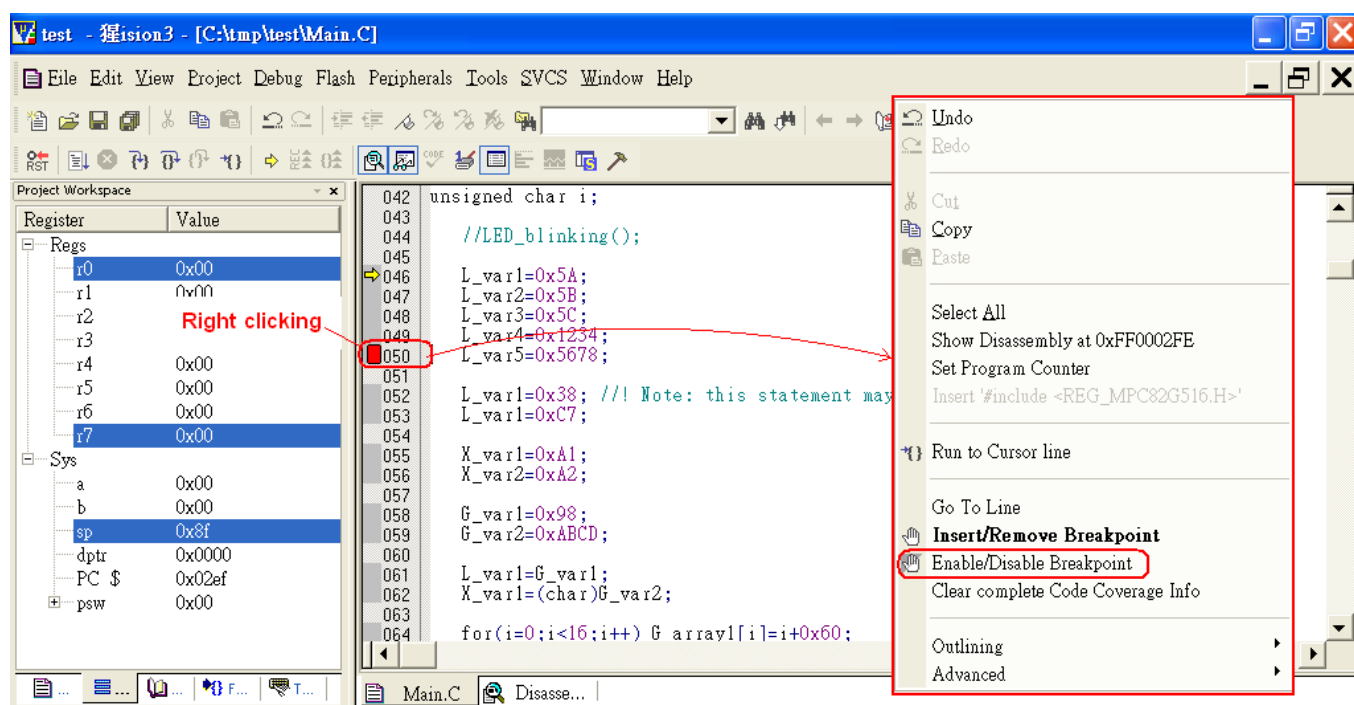 test - 猩ision3 - [C:\tmp\test\Main.C]
File Edit View Project Debug Flash Peripherals Tools SVCS Window Help
RST
CODE
Project Workspace
Register Value
Regs
r0 0x00
r1 0x00
r2
r3
r4 0x00
r5 0x00
r6 0x00
r7 0x00
Sys
a 0x00
b 0x00
sp 0x8f
dptr 0x0000
PC $ 0x02ef
psw 0x00
Right clicking
042 unsigned char i;
043
044 //LED_blinking();
045
046 L_var1=0x5A;
047 L_var2=0x5B;
048 L_var3=0x5C;
049 L_var4=0x1234;
050 L_var5=0x5678;
051
052 L_var1=0x38; //! Note: this statement may
053 L_var1=0xC7;
054
055 X_var1=0xA1;
056 X_var2=0xA2;
057
058 G_var1=0x98;
059 G_var2=0xABCD;
060
061 L_var1=G_var1;
062 X_var1=(char)G_var2;
063
064 for(i=0;i<16;i++) G_array1[i]=i+0x60;
Undo
Redo
Cut
Copy
Paste
Select All
Show Disassembly at 0xFF0002FE
Set Program Counter
Insert '#include <REG_MPC82G516.H>'
Run to Cursor line
Go To Line
Insert/Remove Breakpoint
Enable/Disable Breakpoint
Clear complete Code Coverage Info
Outlining
Advanced
... ... ... F... T...
Main.C Disasse...